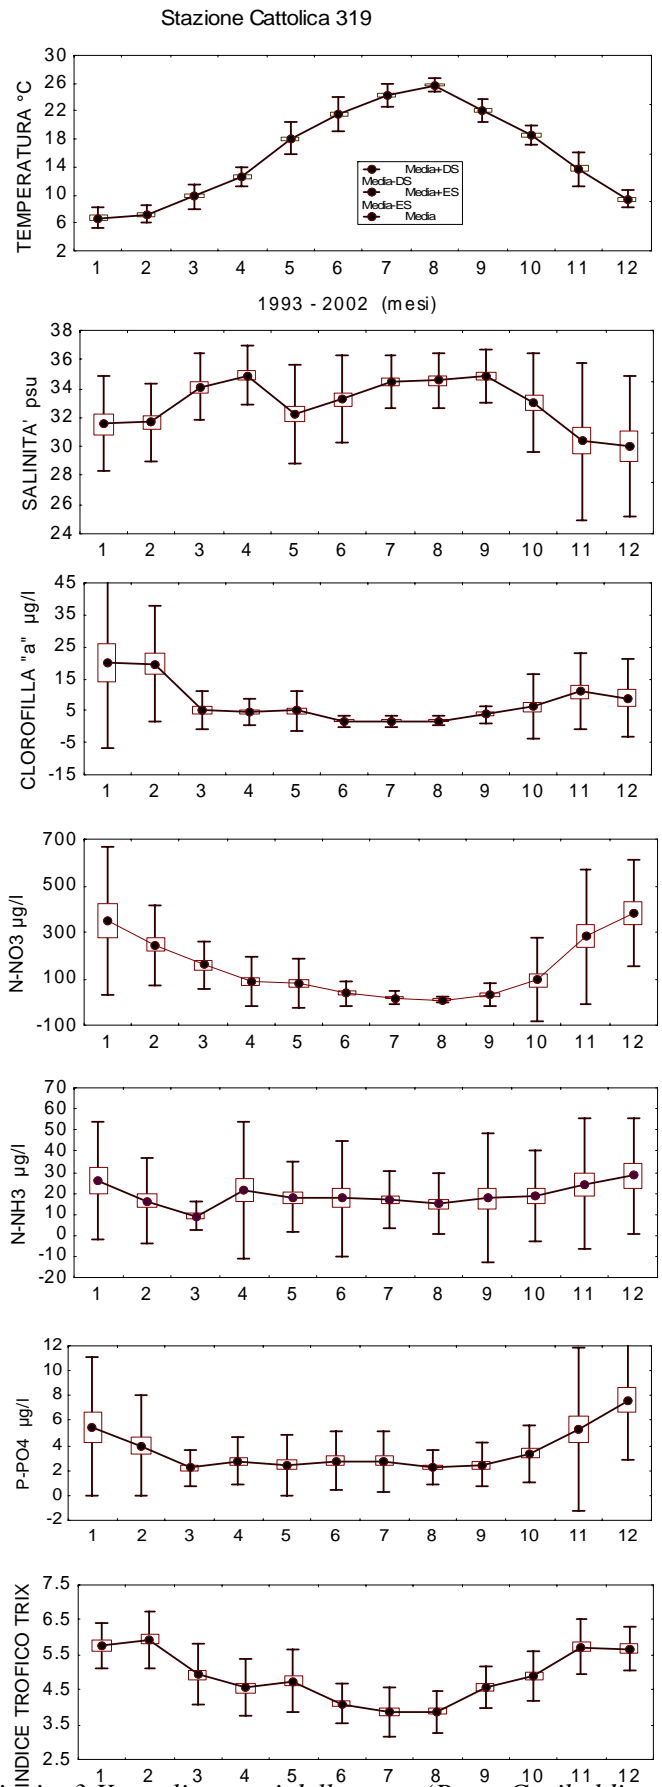 Stazione Cattolica 319
TEMPERATURA °C
30
26
22
18
14
10
6
2
Media+DS
Media-DS
Media+ES
Media-ES
Media
1 2 3 4 5 6 7 8 9 10 11 12
1993 - 2002 (mesi)
SALINITA' psu
38
36
34
32
30
28
26
24
1 2 3 4 5 6 7 8 9 10 11 12
CLOROFILLA "a" µg/l
45
35
25
15
5
-5
-15
1 2 3 4 5 6 7 8 9 10 11 12
N-NO3 µg/l
700
500
300
100
-100
1 2 3 4 5 6 7 8 9 10 11 12
N-NH3 µg/l
70
60
50
40
30
20
10
0
-10
-20
1 2 3 4 5 6 7 8 9 10 11 12
P-PO4 µg/l
12
10
8
6
4
2
0
-2
1 2 3 4 5 6 7 8 9 10 11 12
INDICE TROFICO TRIX
7.5
6.5
5.5
4.5
3.5
2.5
1 2 3 4 5 6 7 8 9 10 11 12